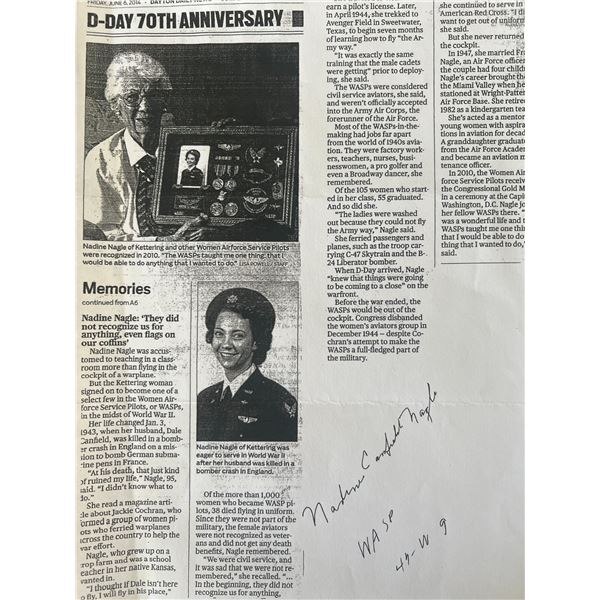 FRIDAY, JUNE 6, 2014 • DAYTON DAILY NEWS
D-DAY 70TH ANNIVERSARY
Nadine Nagle of Kettering and other Women Airforce Service Pilots
were recognized in 2010. "The WASPs taught me one thing: that I
would be able to do anything that I wanted to do." LISA POWELL / STAFF
Memories
continued from A6
Nadine Nagle: 'They did
not recognize us for
anything, even flags on
our coffins'
Nadine Nagle was accus-
tomed to teaching in a class-
room more than flying in the
cockpit of a warplane.
But the Kettering woman
signed on to become one of a
select few in the Women Air-
force Service Pilots, or WASPs,
in the midst of World War II.
Her life changed Jan. 3,
1943, when her husband, Dale
Canfield, was killed in a bomb-
er crash in England on a mis-
sion to bomb German subma-
rine pens in France.
"At his death, that just kind
of ruined my life," Nagle, 95,
said. "I didn't know what to
do."
She read a magazine arti-
cle about Jackie Cochran, who
formed a group of women pi-
ots who ferried warplanes
across the country to help the
war effort.
Nagle, who grew up on a
crop farm and was a school
eacher in her native Kansas,
wanted in.
"I thought if Dale isn't here
o fly, I will fly in his place,"
Nadine Nagle of Kettering was
eager to serve in World War II
after her husband was killed in a
bomber crash in England.
Of the more than 1,000
women who became WASP pi-
lots, 38 died flying in uniform.
Since they were not part of
the military, the female aviators
were not recognized as veter-
ans and did not get any death
benefits, Nagle remembered.
"We were civil service, and
it was sad that we were not re-
membered," she recalled. "...
In the beginning, they did not
recognize us for anything,
earn a pilot's license. Later,
in April 1944, she trekked to
Avenger Field in Sweetwater,
Texas, to begin seven months
of learning how to fly "the Ar-
my way."
"It was exactly the same
training that the male cadets
were getting" prior to deploy-
ing, she said.
The WASPs were considered
civil service aviators, she said,
and weren't officially accepted
into the Army Air Corps, the
forerunner of the Air Force.
Most of the WASPs-in-the-
making had jobs far apart
from the world of 1940s avia-
tion. They were factory work-
ers, teachers, nurses, busi-
nesswomen, a pro golfer and
even a Broadway dancer, she
remembered.
Of the 105 women who start-
ed in her class, 55 graduated.
And so did she.
"The ladies were washed
out because they could not fly
the Army way," Nagle said.
She ferried passengers and
planes, such as the troop car-
rying C-47 Skytrain and the B-
24 Liberator bomber.
When D-Day arrived, Nagle
"knew that things were going
to be coming to a close" on the
warfront.
Before the war ended, the
WASPs would be out of the
cockpit. Congress disbanded
the women's aviators group in
December 1944 – despite Co-
chran's attempt to make the
WASPs a full-fledged part of
the military.
she continued to serve in
American Red Cross. "I di
want to get out of uniform
she said.
But she never returned
the cockpit.
In 1947, she married Fran
Nagle, an Air Force officer
the couple had four childr
Nagle's career brought the
the Miami Valley when he
stationed at Wright-Patter
Air Force Base. She retired
1982 as a kindergarten tea
She's acted as a mentor
young women with aspira
tions in aviation for decad
A granddaughter graduate
from the Air Force Acade
and became an aviation m
tenance officer.
In 2010, the Women Airf
force Service Pilots receiv
the Congressional Gold M
in a ceremony at the Capit
Washington, D.C. Nagle jo
her fellow WASPs there. "
was a wonderful life and t
WASPs taught me one thi
that I would be able to do
thing that I wanted to do,
said.
Nadine Canfield Nagle
WASP
44-W 9